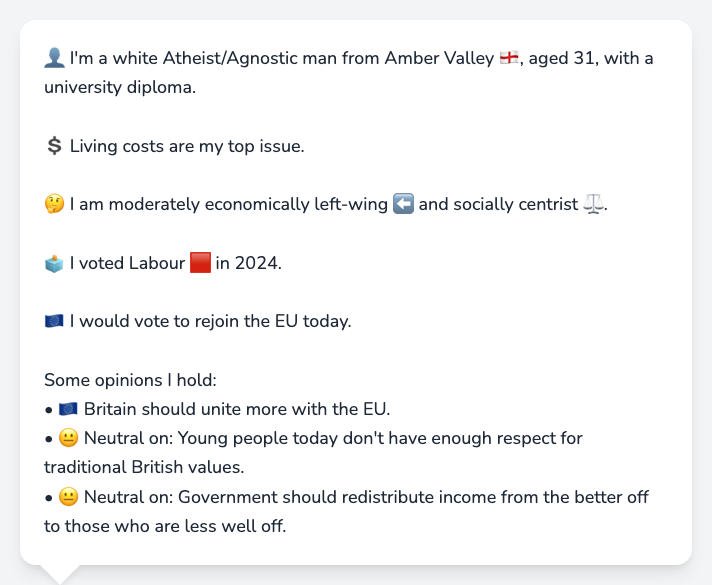 👤 I'm a white Atheist/Agnostic man from Amber Valley 🏴󠁧󠁢󠁥󠁮󠁧󠁿, aged 31, with a
university diploma.
💲 Living costs are my top issue.
🤔 I am moderately economically left-wing ⬅️ and socially centrist ⚖️.
🗳️ I voted Labour 🟥 in 2024.
🇪🇺 I would vote to rejoin the EU today.
Some opinions I hold:
• 🇪🇺 Britain should unite more with the EU.
• 😐 Neutral on: Young people today don't have enough respect for
traditional British values.
• 😐 Neutral on: Government should redistribute income from the better off
to those who are less well off.